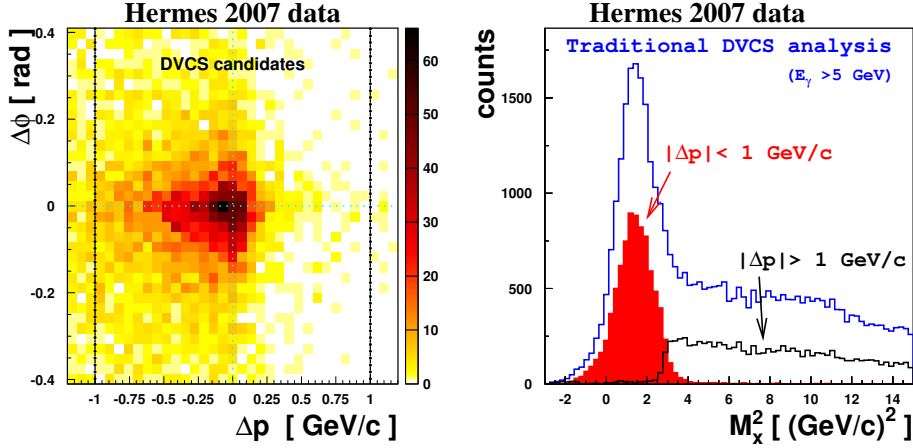 Hermes 2007 data
Δϕ [ rad ]
0.4
0.2
0
-0.2
-0.4
DVCS candidates
60
50
40
30
20
10
0
-1 -0.75 -0.5 -0.25 0 0.25 0.5 0.75 1
Δp [ GeV/c ]
Hermes 2007 data
counts
1500
1000
500
0
Traditional DVCS analysis
(Eγ >5 GeV)
|Δp|< 1 GeV/c
|Δp|> 1 GeV/c
-2 0 2 4 6 8 10 12 14
Mx² [ (GeV/c)² ]